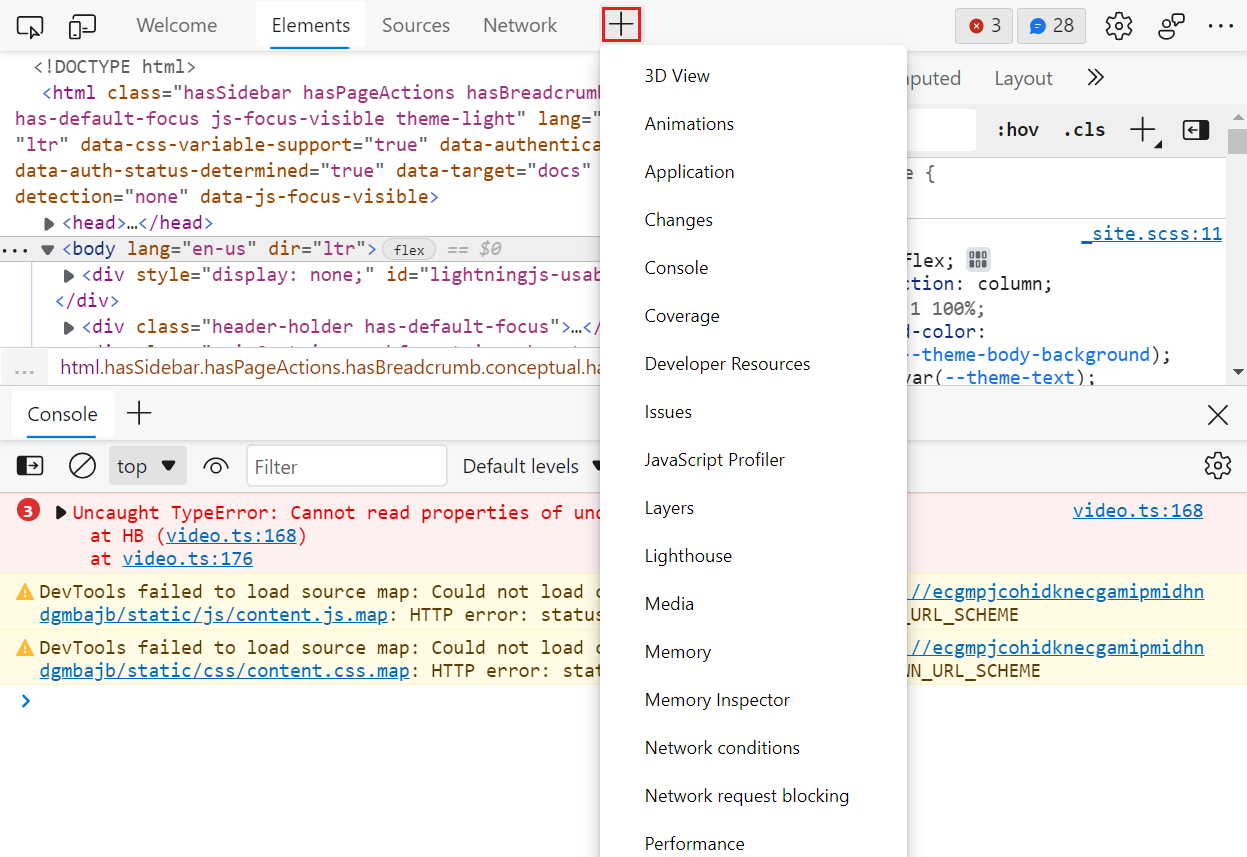 Welcome Elements Sources Network 3 28
<!DOCTYPE html>
<html class="hasSidebar hasPageActions hasBreadcrumb
has-default-focus js-focus-visible theme-light" lang=
"ltr" data-css-variable-support="true" data-authentica
data-auth-status-determined="true" data-target="docs"
detection="none" data-js-focus-visible>
<head>…</head>
... <body lang="en-us" dir="ltr"> flex == $0
<div style="display: none;" id="lightningjs-usab
</div>
<div class="header-holder has-default-focus">…</
... html.hasSidebar.hasPageActions.hasBreadcrumb.conceptual.ha
3D View
Animations
Application
Changes
Console
Coverage
Developer Resources
Issues
JavaScript Profiler
Layers
Lighthouse
Media
Memory
Memory Inspector
Network conditions
Network request blocking
Performance
puted Layout
:hov .cls
e {
_site.scss:11
flex;
ction: column;
1 100%;
d-color:
--theme-body-background);
var(--theme-text);
Console
top Filter Default levels
3 Uncaught TypeError: Cannot read properties of und video.ts:168
at HB (video.ts:168)
at video.ts:176
DevTools failed to load source map: Could not load c //ecgmpjcohidknecgamipmidhn
dgmbajb/static/js/content.js.map: HTTP error: status _URL_SCHEME
DevTools failed to load source map: Could not load c //ecgmpjcohidknecgamipmidhn
dgmbajb/static/css/content.css.map: HTTP error: stat WN_URL_SCHEME